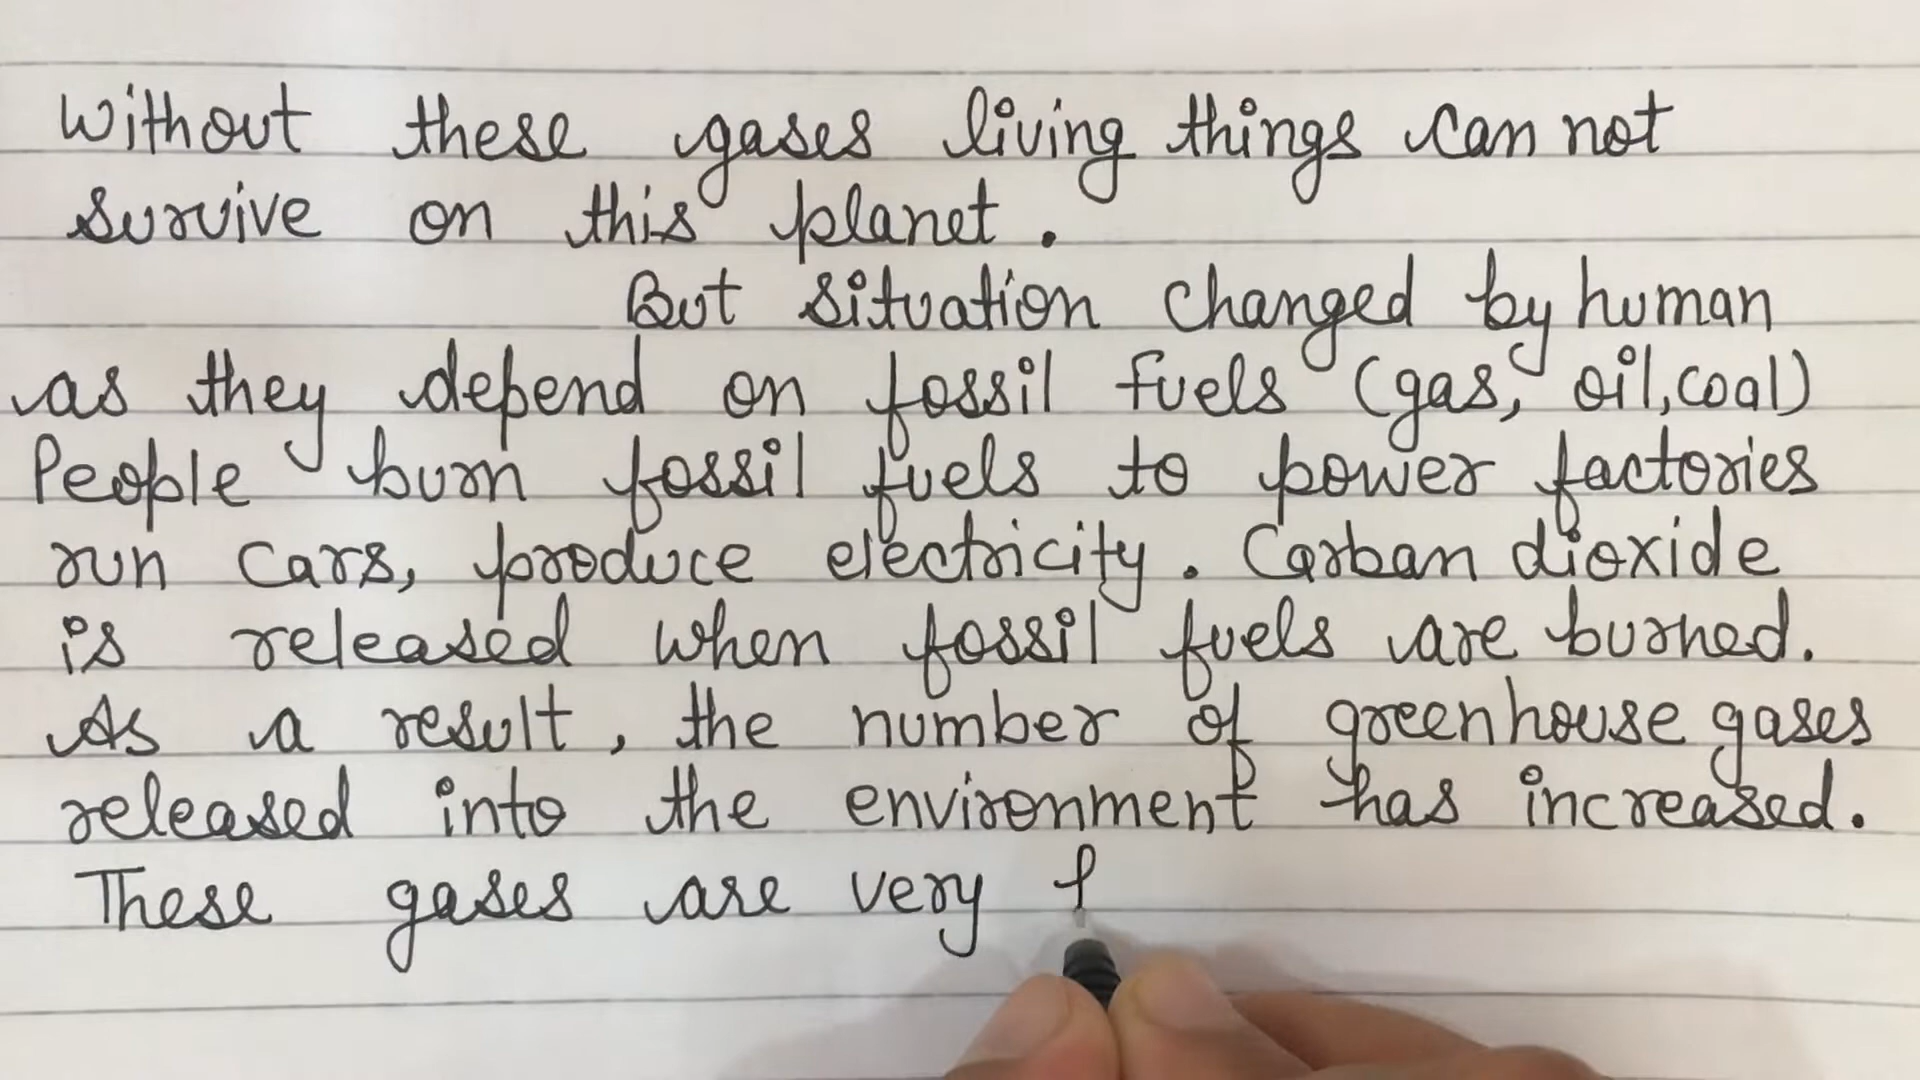 Without these gases living things can not
survive on this planet.
But situation changed by human
as they depend on fossil fuels (gas, oil, coal)
People burn fossil fuels to power factories
run cars, produce electricity. Carban dioxide
is released when fossil fuels are burned.
As a result, the number of greenhouse gases
released into the environment has increased.
These gases are very